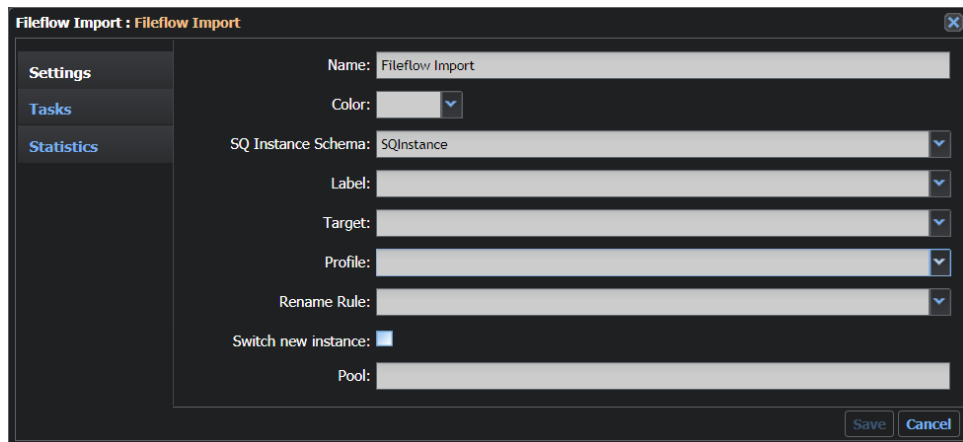 Fileflow Import : Fileflow Import
Settings
Tasks
Statistics
Name: Fileflow Import
Color:
SQ Instance Schema: SQInstance
Label:
Target:
Profile:
Rename Rule:
Switch new instance:
Pool:
Save Cancel